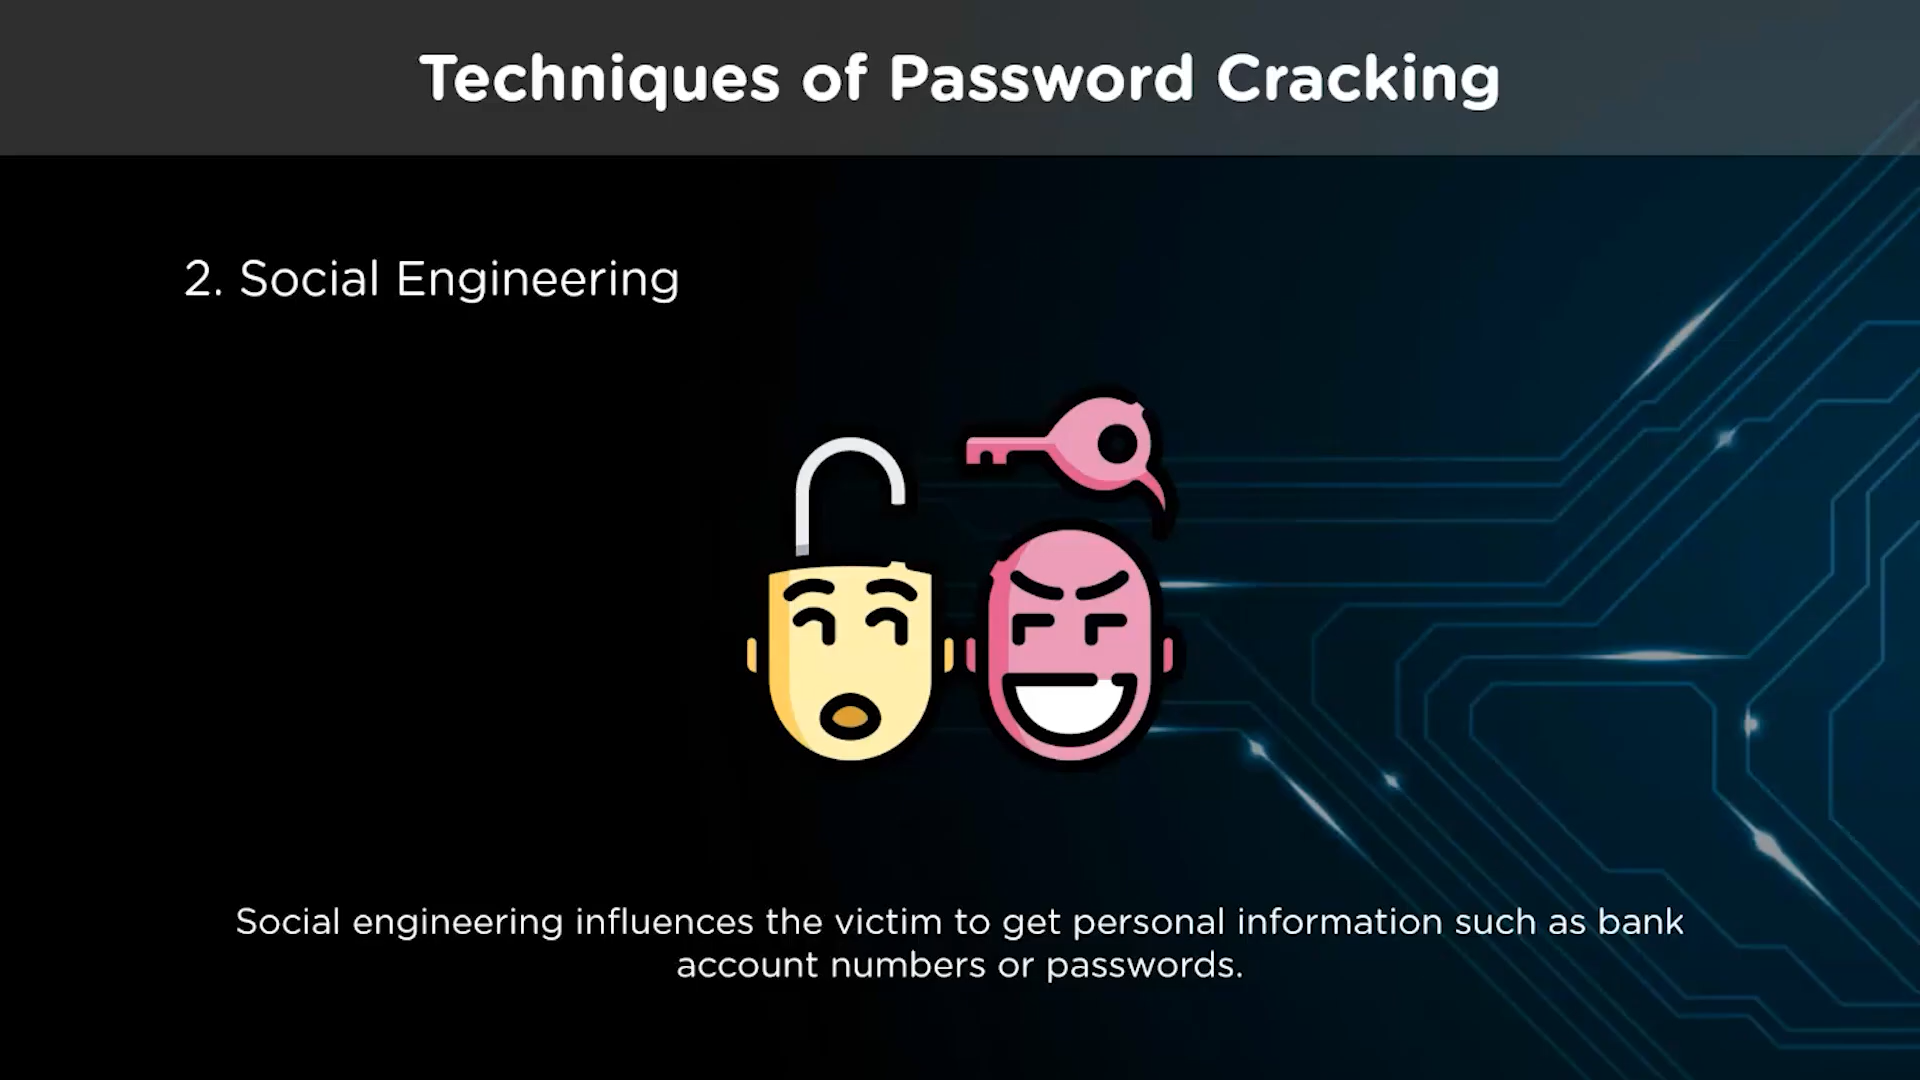 Techniques of Password Cracking
2. Social Engineering
Social engineering influences the victim to get personal information such as bank
account numbers or passwords.